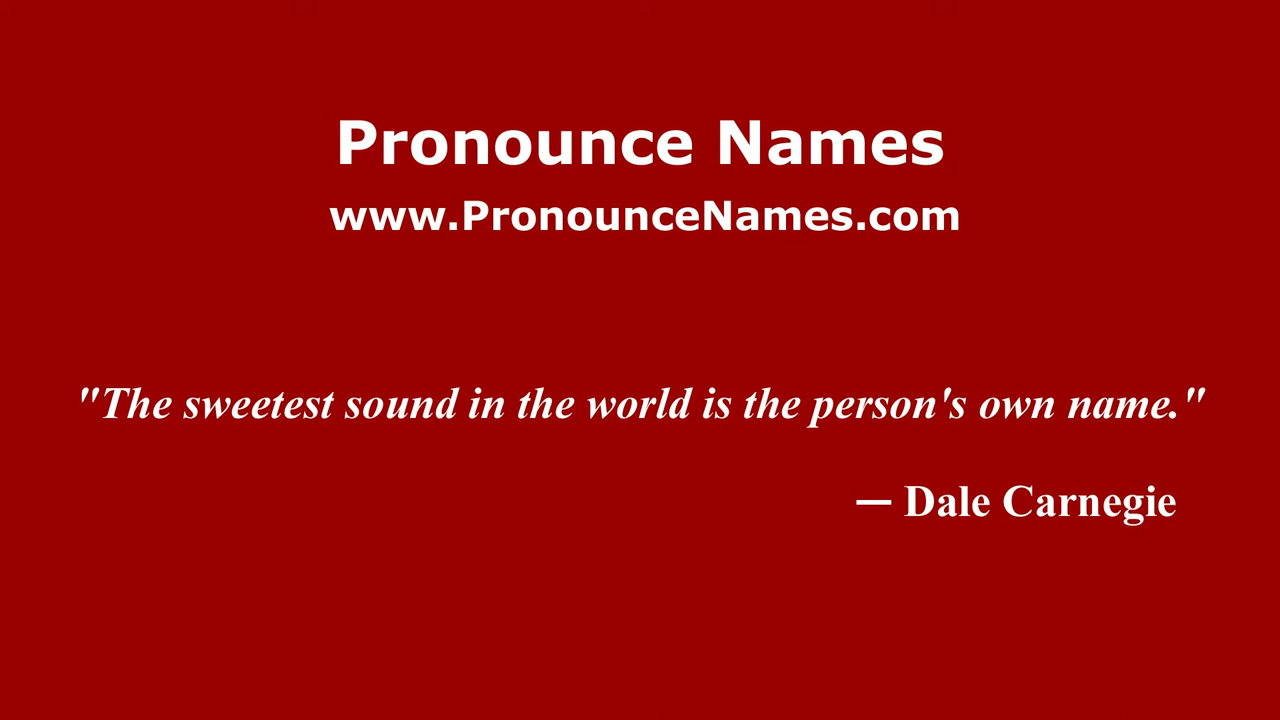 Pronounce Names
www.PronounceNames.com
"The sweetest sound in the world is the person's own name."
— Dale Carnegie